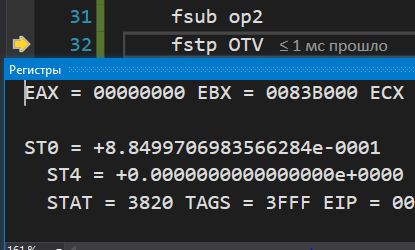 31 fsub op2
32 fstp OTV ≤ 1 мс прошло
Регистры
EAX = 00000000 EBX = 0083B000 ECX
ST0 = +8.8499706983566284e-0001
ST4 = +0.0000000000000000e+0000
STAT = 3820 TAGS = 3FFF EIP = 00
161 %